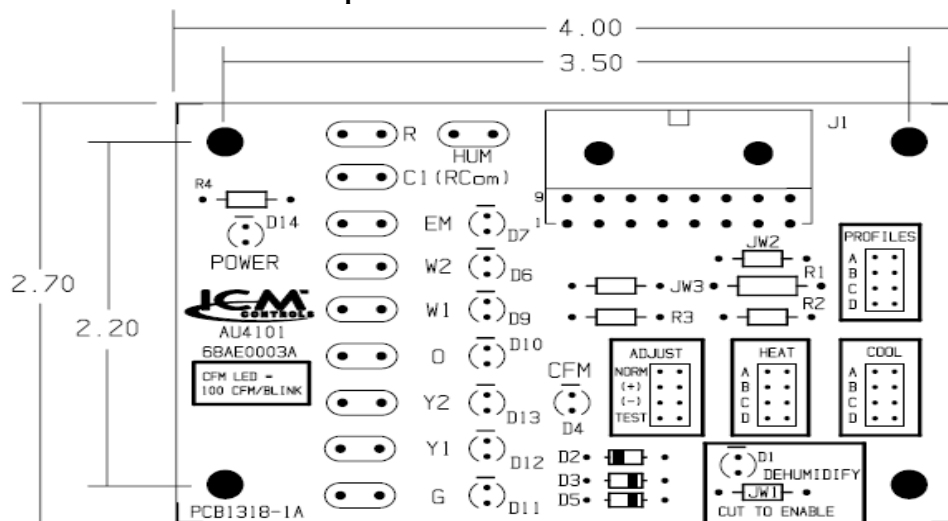 4.00
3.50
J1
R
HUM
C1(RCom)
R4
D14
POWER
9
1
EM
D7
W2
D6
W1
D9
O
D10
Y2
D13
Y1
D12
G
D11
2.70
2.20
ICM
CONTROLS
AU4101
6BAE0003A
CFM LED =
100 CFM/BLINK
PCB1318-1A
CFM
D4
JW2
JW3
R1
R3
R2
PROFILES
A
B
C
D
ADJUST
NORM
(+)
(-)
TEST
HEAT
A
B
C
D
COOL
A
B
C
D
D2
D3
D5
D1
DEHUMIDIFY
JW1
CUT TO ENABLE